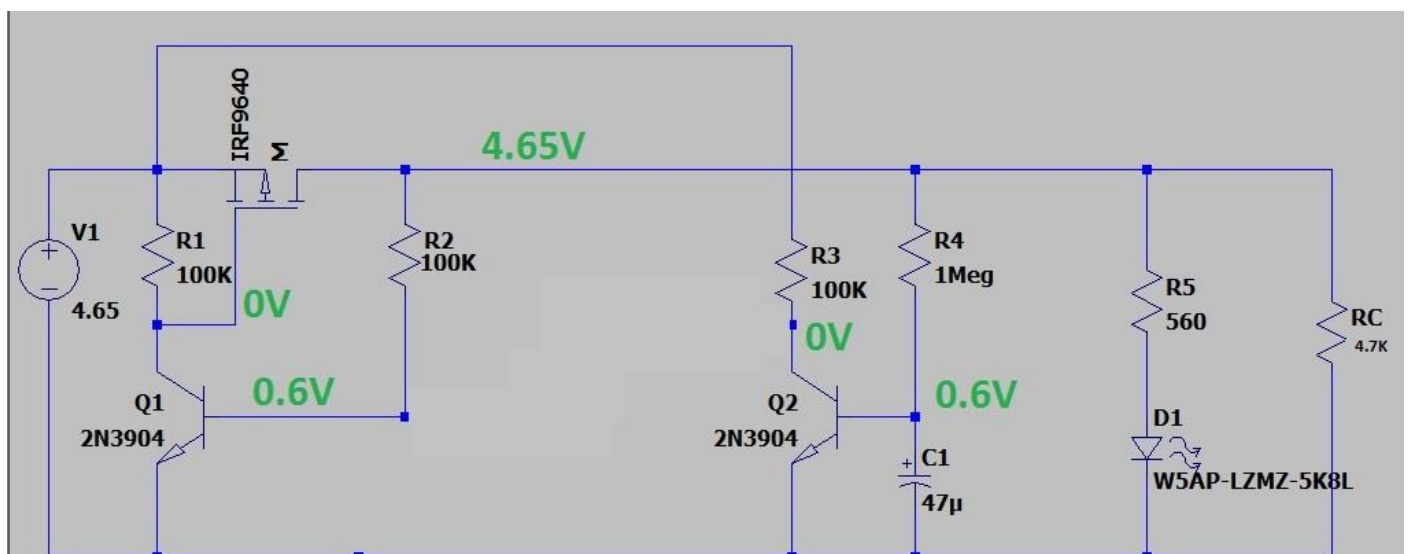 IRF9640
M
4.65V
V1
4.65
R1
100K
R2
100K
R3
100K
R4
1Meg
R5
560
RC
4.7K
0V
0V
0.6V
0.6V
Q1
2N3904
Q2
2N3904
C1
47µ
D1
W5AP-LZMZ-5K8L